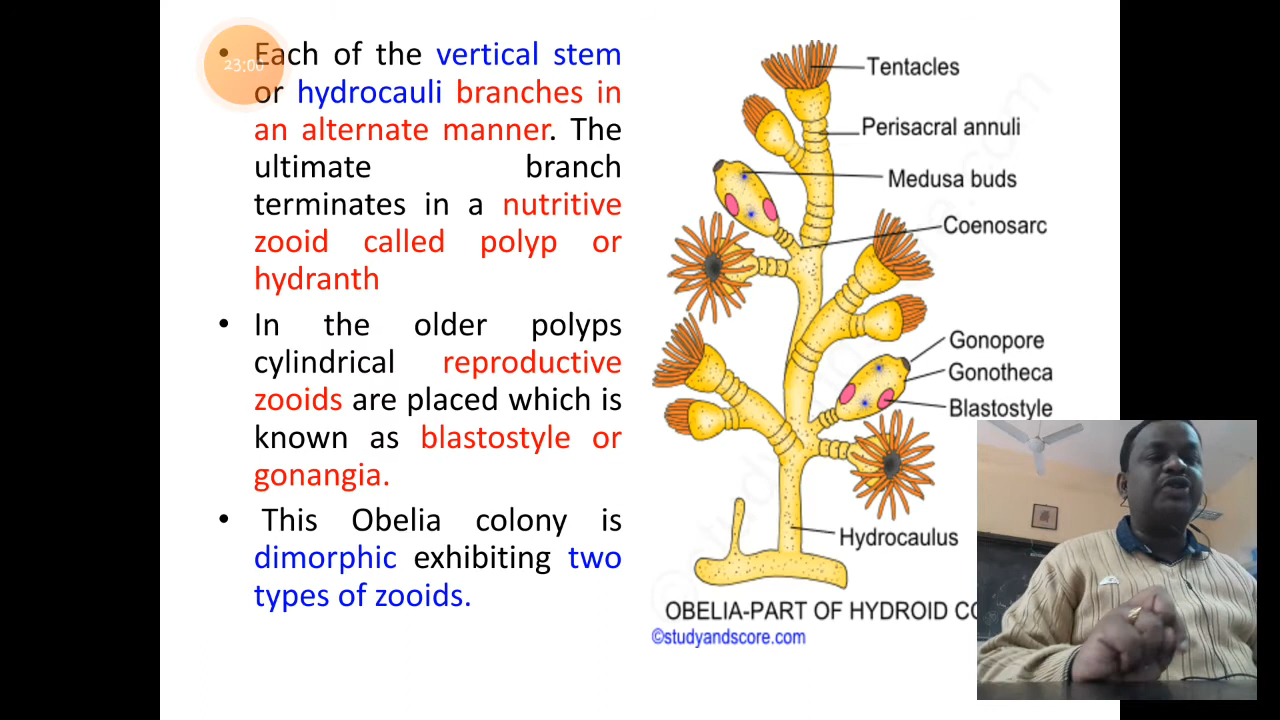 • Each of the vertical stem
or hydrocauli branches in
an alternate manner. The
ultimate branch
terminates in a nutritive
zooid called polyp or
hydranth
• In the older polyps
cylindrical reproductive
zooids are placed which is
known as blastostyle or
gonangia.
• This Obelia colony is
dimorphic exhibiting two
types of zooids.
23:00
Tentacles
Perisacral annuli
Medusa buds
Coenosarc
Gonopore
Gonotheca
Blastostyle
Hydrocaulus
OBELIA-PART OF HYDROID CO
©studyandscore.com